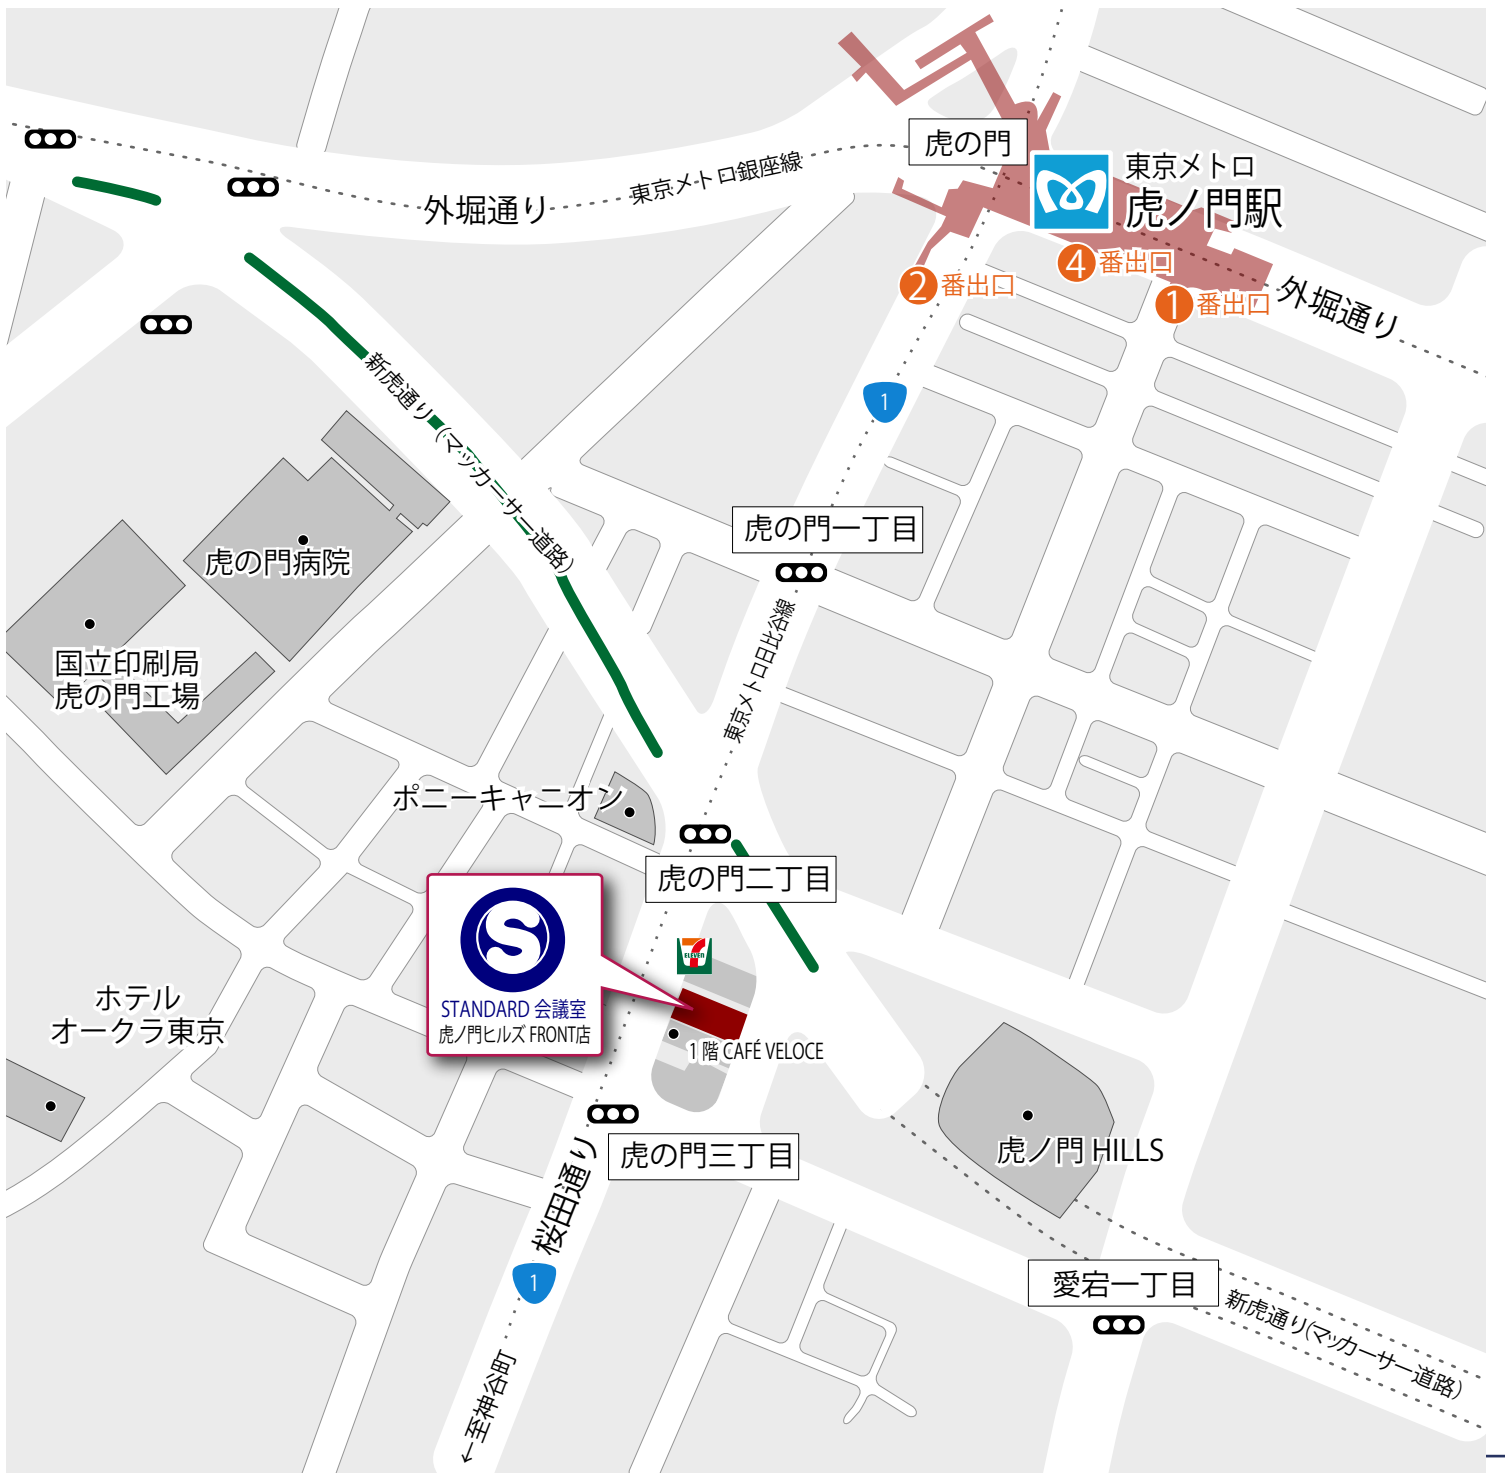 虎の門
東京メトロ
虎ノ門駅
東京メトロ銀座線
外堀通り
4番出口
2番出口
1番出口
外堀通り
新虎通り(マッカーサー道路)
1
虎の門一丁目
虎の門病院
国立印刷局
虎の門工場
東京メトロ日比谷線
ポニーキャニオン
虎の門二丁目
7
ELEVEN
STANDARD 会議室
虎ノ門ヒルズ FRONT店
ホテル
オークラ東京
1階 CAFÉ VELOCE
虎の門三丁目
虎ノ門 HILLS
桜田通り
1
愛宕一丁目
新虎通り(マッカーサー道路)
←至神谷町